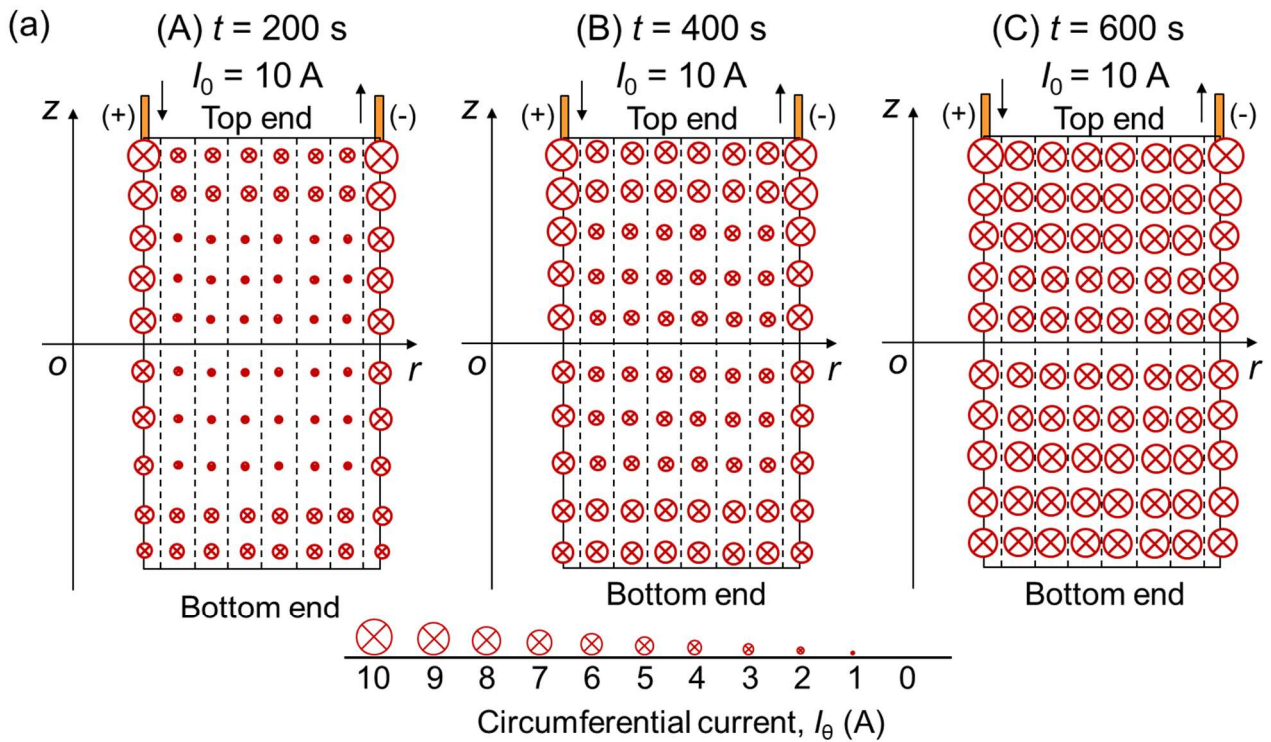 (a)
(A) t = 200 s
I₀ = 10 A
z
(+)
Top end
(-)
o
r
Bottom end
(B) t = 400 s
I₀ = 10 A
z
(+)
Top end
(-)
o
r
Bottom end
(C) t = 600 s
I₀ = 10 A
z
(+)
Top end
(-)
o
r
Bottom end
10 9 8 7 6 5 4 3 2 1 0
Circumferential current, Iθ (A)